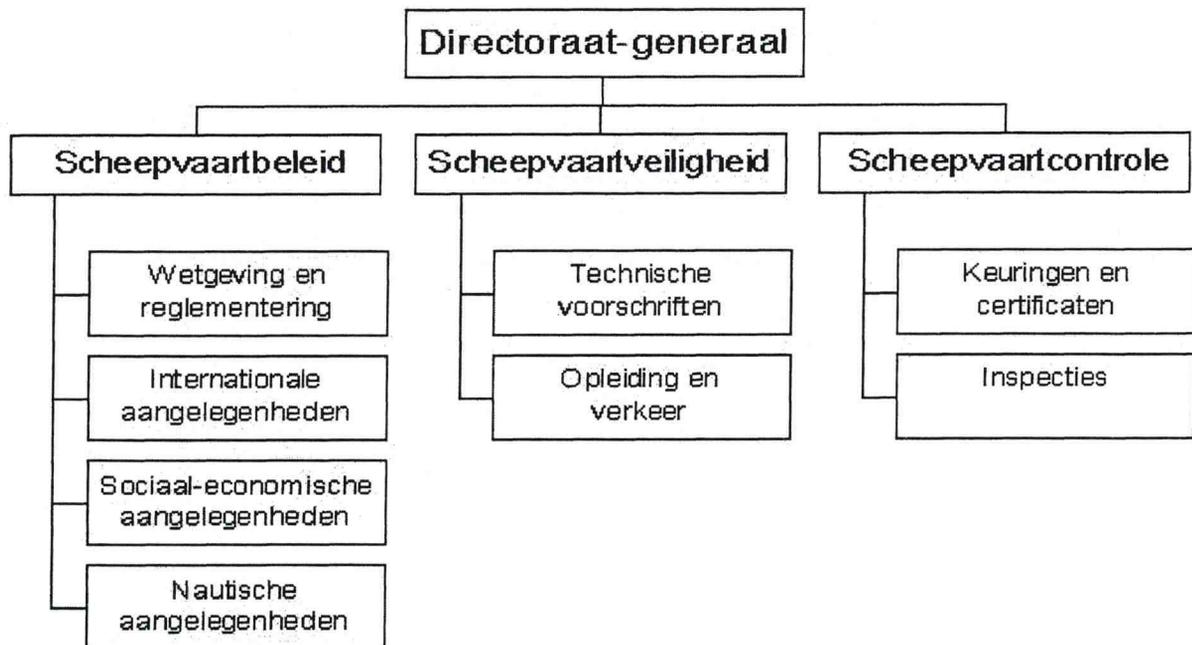 Directoraat-generaal
Scheepvaartbeleid
Wetgeving en
reglementering
Internationale
aangelegenheden
Sociaal-economische
aangelegenheden
Nautische
aangelegenheden
Scheepvaartveiligheid
Technische
voorschriften
Opleiding en
verkeer
Scheepvaartcontrole
Keuringen en
certificaten
Inspecties